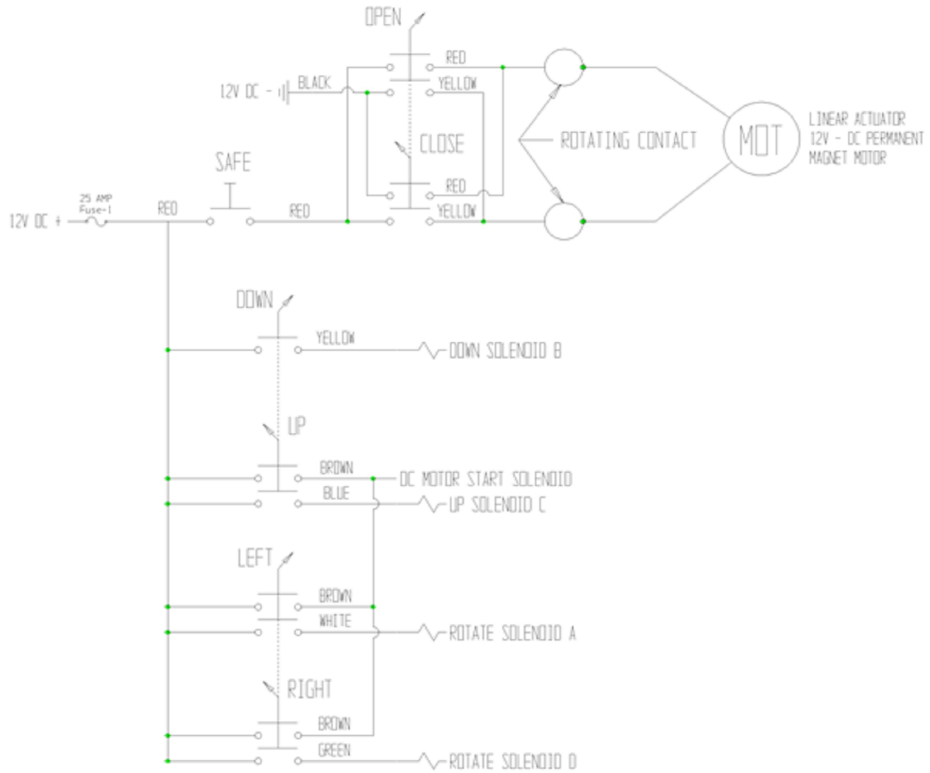 OPEN
RED
12V DC -
BLACK
YELLOW
CLOSE
ROTATING CONTACT
MOT
LINEAR ACTUATOR
12V - DC PERMANENT
MAGNET MOTOR
SAFE
RED
25 AMP
Fuse-1
12V DC +
RED
RED
YELLOW
DOWN
YELLOW
DOWN SOLENOID B
UP
BROWN
DC MOTOR START SOLENOID
BLUE
UP SOLENOID C
LEFT
BROWN
WHITE
ROTATE SOLENOID A
RIGHT
BROWN
GREEN
ROTATE SOLENOID D